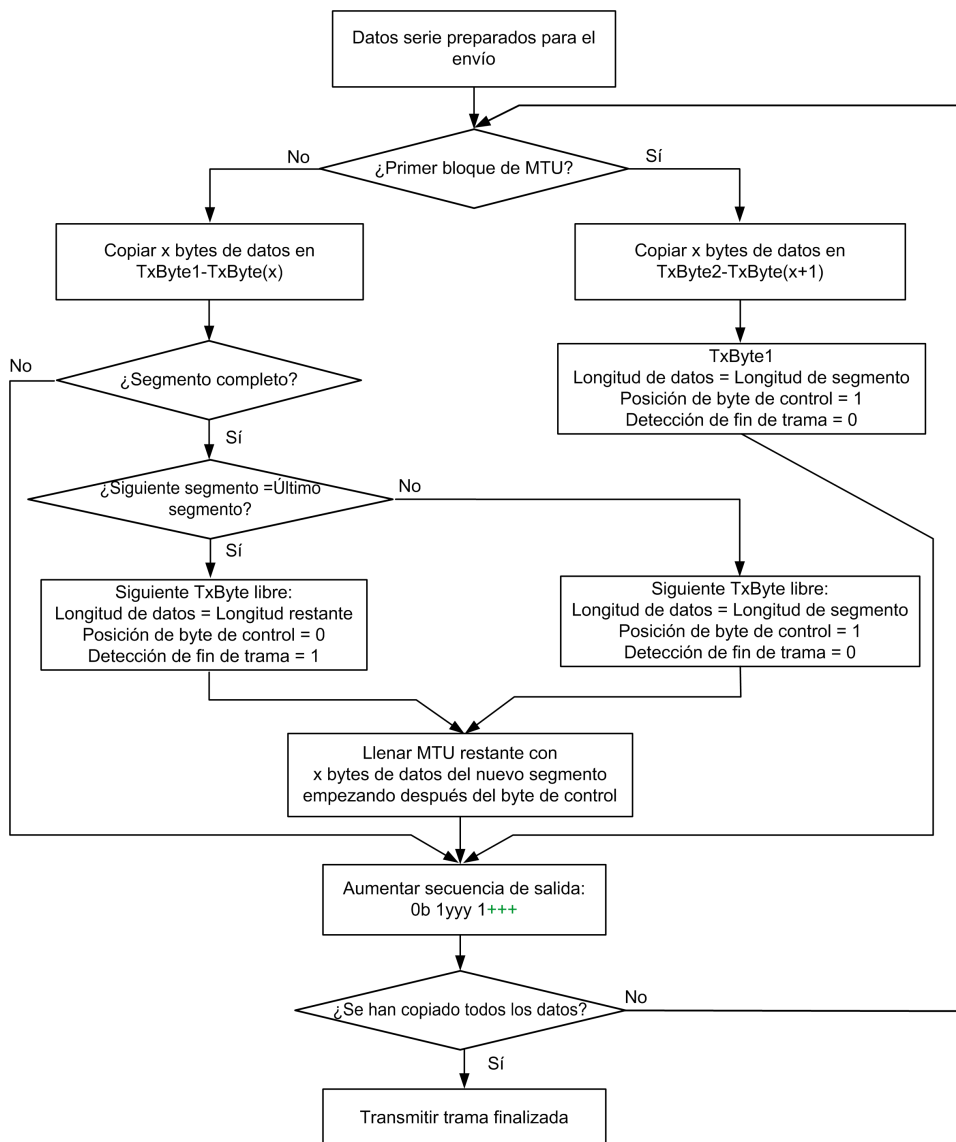 Datos serie preparados para el
envío
¿Primer bloque de MTU?
No
Sí
Copiar x bytes de datos en
TxByte1-TxByte(x)
Copiar x bytes de datos en
TxByte2-TxByte(x+1)
¿Segmento completo?
No
Sí
TxByte1
Longitud de datos = Longitud de segmento
Posición de byte de control = 1
Detección de fin de trama = 0
¿Siguiente segmento =Último
segmento?
No
Sí
Siguiente TxByte libre:
Longitud de datos = Longitud restante
Posición de byte de control = 0
Detección de fin de trama = 1
Siguiente TxByte libre:
Longitud de datos = Longitud de segmento
Posición de byte de control = 1
Detección de fin de trama = 0
Llenar MTU restante con
x bytes de datos del nuevo segmento
empezando después del byte de control
Aumentar secuencia de salida:
0b 1yyy 1+++
¿Se han copiado todos los datos?
No
Sí
Transmitir trama finalizada